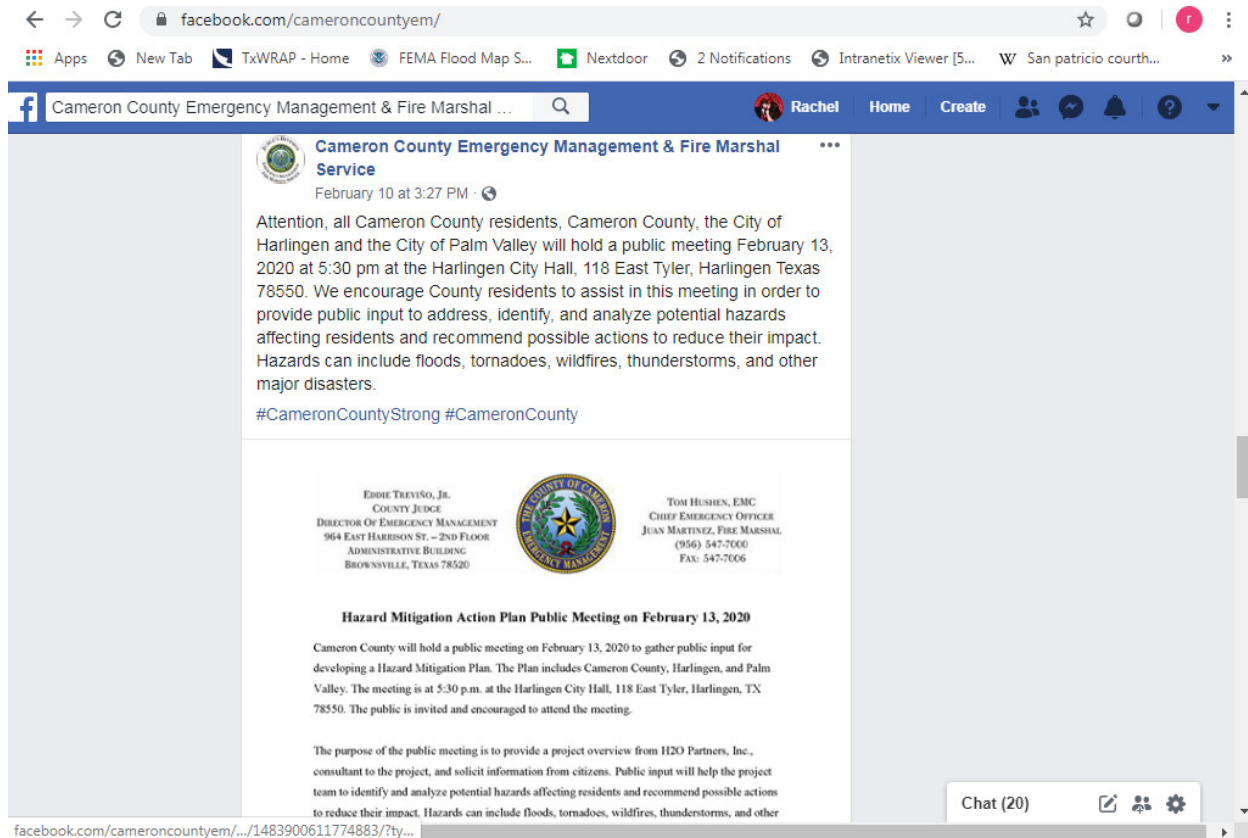 facebook.com/cameroncountyem/
r
Apps New Tab TxWRAP - Home FEMA Flood Map S... Nextdoor 2 Notifications Intranetix Viewer [5... W San patricio courth... »
f Cameron County Emergency Management & Fire Marshal ... Rachel Home Create ?
Cameron County Emergency Management & Fire Marshal
Service
February 10 at 3:27 PM ·
Attention, all Cameron County residents, Cameron County, the City of
Harlingen and the City of Palm Valley will hold a public meeting February 13,
2020 at 5:30 pm at the Harlingen City Hall, 118 East Tyler, Harlingen Texas
78550. We encourage County residents to assist in this meeting in order to
provide public input to address, identify, and analyze potential hazards
affecting residents and recommend possible actions to reduce their impact.
Hazards can include floods, tornadoes, wildfires, thunderstorms, and other
major disasters.
#CameronCountyStrong #CameronCounty
EDDIE TREVIÑO, JR.
COUNTY JUDGE
DIRECTOR OF EMERGENCY MANAGEMENT
964 EAST HARRISON ST. – 2ND FLOOR
ADMINISTRATIVE BUILDING
BROWNSVILLE, TEXAS 78520
THE COUNTY OF CAMERON
EMERGENCY MANAGEMENT
TOM HUSHEN, EMC
CHIEF EMERGENCY OFFICER
JUAN MARTINEZ, FIRE MARSHAL
(956) 547-7000
FAX: 547-7006
Hazard Mitigation Action Plan Public Meeting on February 13, 2020
Cameron County will hold a public meeting on February 13, 2020 to gather public input for
developing a Hazard Mitigation Plan. The Plan includes Cameron County, Harlingen, and Palm
Valley. The meeting is at 5:30 p.m. at the Harlingen City Hall, 118 East Tyler, Harlingen, TX
78550. The public is invited and encouraged to attend the meeting.
The purpose of the public meeting is to provide a project overview from H2O Partners, Inc.,
consultant to the project, and solicit information from citizens. Public input will help the project
team to identify and analyze potential hazards affecting residents and recommend possible actions
to reduce their impact. Hazards can include floods, tornadoes, wildfires, thunderstorms, and other
Chat (20)
facebook.com/cameroncountyem/.../1483900611774883/?ty...